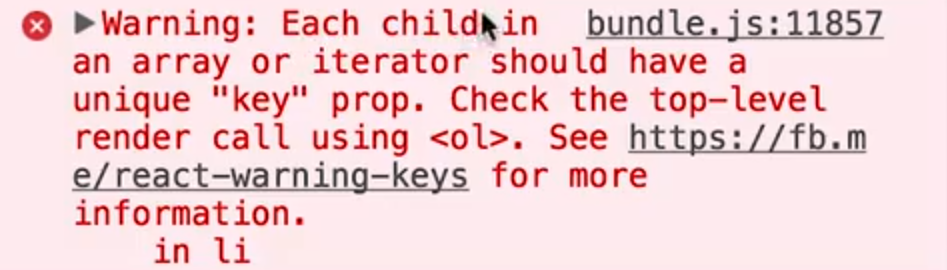 Warning: Each child in bundle.js:11857
an array or iterator should have a
unique "key" prop. Check the top-level
render call using <ol>. See https://fb.m
e/react-warning-keys for more
information.
in li